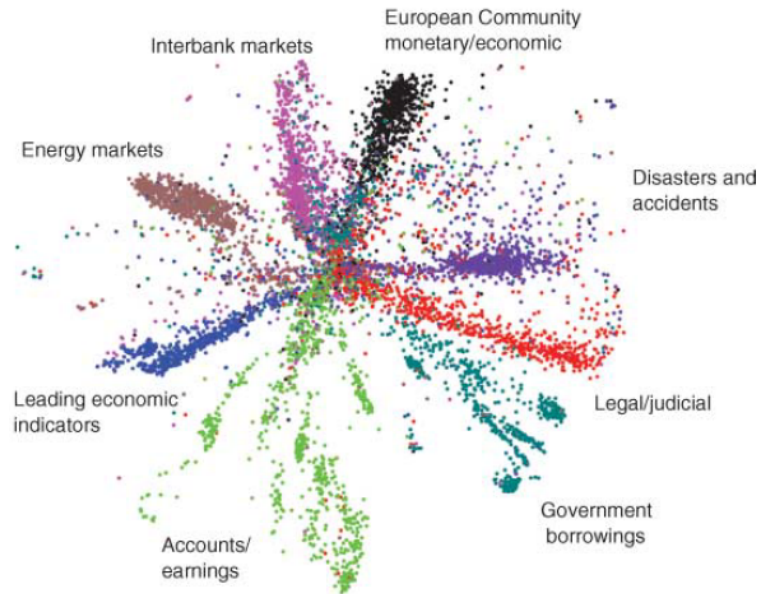 European Community
monetary/economic
Interbank markets
Energy markets
Disasters and
accidents
Leading economic
indicators
Legal/judicial
Government
borrowings
Accounts/
earnings